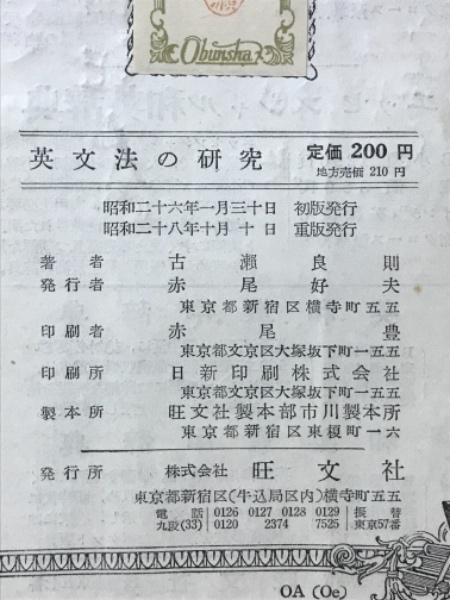 Obunsha
英文法の研究 定価 200 円
地方売価 210 円
昭和二十六年一月三十日 初版発行
昭和二十八年十月十日 重版発行
著者 古瀬良則
発行者 赤尾好夫
東京都新宿区横寺町五五
印刷者 赤尾豊
東京都文京区大塚坂下町一五五
印刷所 日新印刷株式会社
東京都文京区大塚坂下町一五五
製本所 旺文社製本部市川製本所
東京都新宿区東榎町一六
発行所 株式会社 旺文社
東京都新宿区(牛込局区内)横寺町五五
電話 0126 0127 0128 0129 振替
九段(33) 0120 2374 7525 東京57番
OA (Oe)